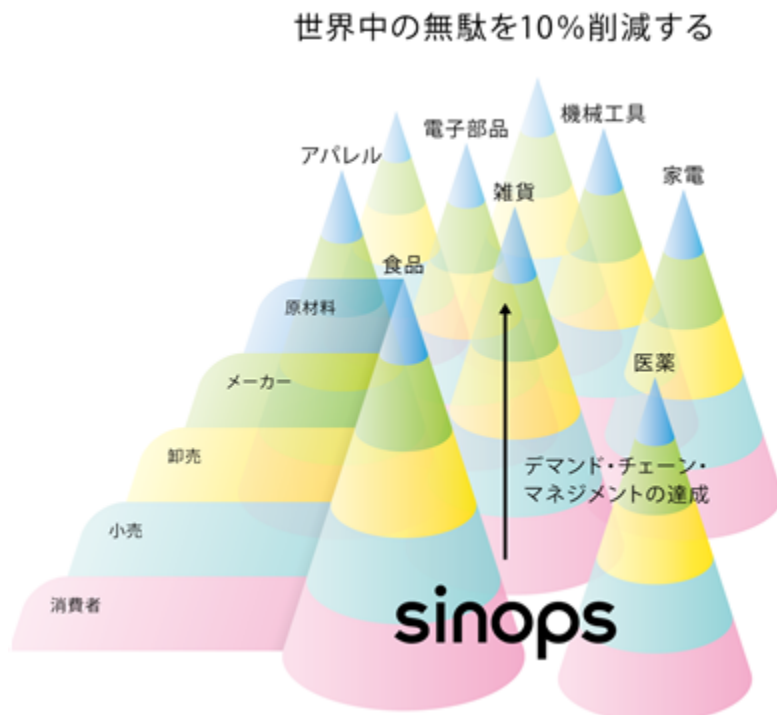 世界中の無駄を10%削減する
機械工具
電子部品
アパレル
家電
雑貨
食品
原材料
医薬
メーカー
卸売
デマンド・チェーン・
マネジメントの達成
小売
消費者
sinops